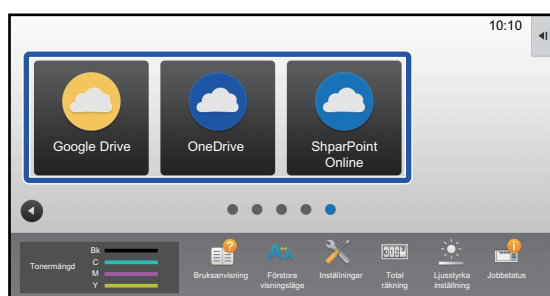 10:10
Google Drive
OneDrive
ShparPoint
Online
Tonermängd
Bk
C
M
Y
Bruksanvisning
Förstora
visningsläge
Inställningar
Total
räkning
Ljusstyrka
inställning
Jobbstatus